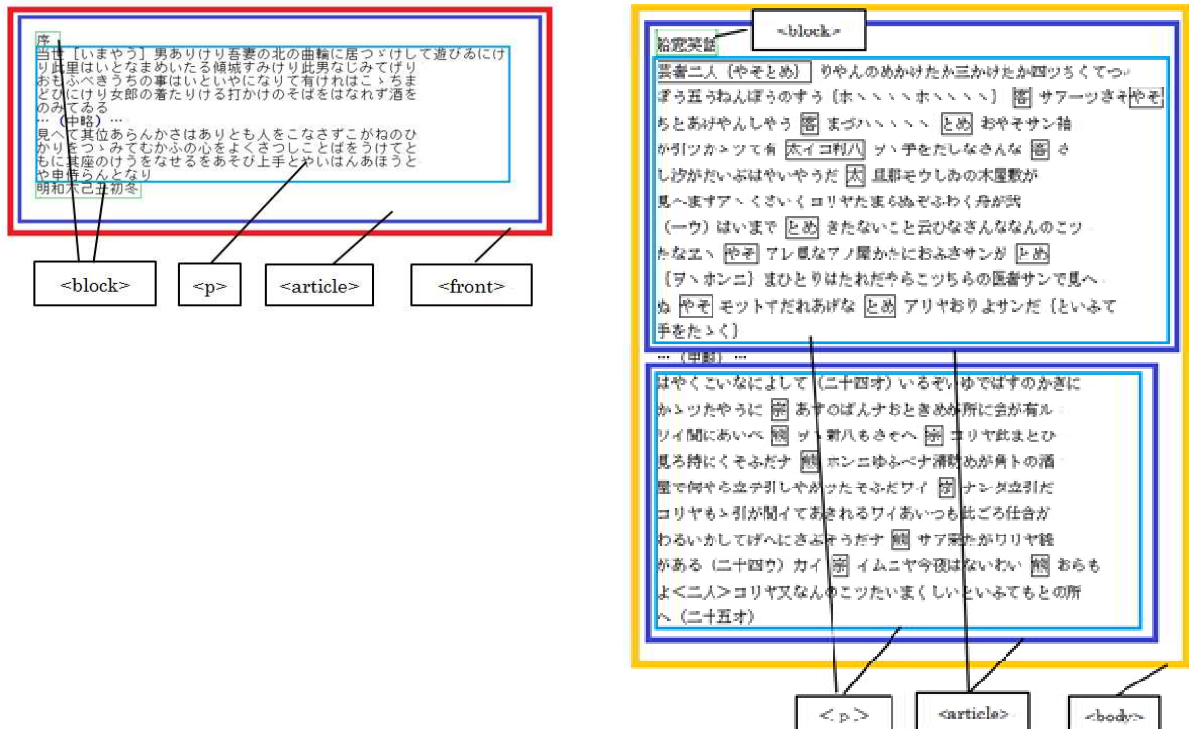 序
当世［いまやう］男ありけり吾妻の北の曲輪に居つゞけして遊びゐにけ
り此里はいとなまめいたる傾城すみけり此男なじみてけり
おもふべきうちの事はいといやになりて有ければこゝちま
どひにけり女郎の着たりける打かけのそばをはなれず酒を
のみてゐる
…（中略）…
見へて其位あらんかさはありとも人をこなさずこがねのひ
かりをつゝみてむかふの心をよくさつしことばをうけてと
もに其座のけうをなせるをあそび上手とやいはんあほうと
や申侍らんとなり
明和六己丑初冬
<block>
<p>
<article>
<front>
<block>
芸者二人（やそとめ） りやんのめかけたか三かけたか四ツちくてつ
ぽう五うねんぼうのすう｛ホヽヽヽヽホヽヽヽヽ｝ 客 サアーツさそ やそ
ちとあげやんしやう 客 まづハヽヽヽヽ とめ おやそサン袖
が引ツかゝツて有 太イコ判八 ヲヽ手をだしなさんな 客 さ
し汐がだいぶはやいやうだ 太 旦那モウしゐの木屋敷が
見へますアヽくさいくコリヤたまらぬぞふわく舟が弐
（一ウ）はいまで とめ きたないこと云ひなさんななんのこツ
たなヱヽ やそ アレ見なアノ屋かたにおふさサンが とめ
｛ヲヽホンニ｝まひとりはたれだやらこつちらの医者サンで見へ
ぬ やそ モツトてだれあげな とめ アリヤおりよサンだ｛といふて
手をたゝく｝
…（中略）…
はやくこいなによして（二十四オ）いるぞいゆでばすのかぎに
かゝツたやうに 宗 あすのばんナおときめが所に会が有ル
ワイ聞にあいべ 熊 ヲヽ新八もさそへ 宗 コリヤ此まとひ
見ろ待にくそふだナ 熊 ホンニゆふべナ めが角トの酒
屋で何やら立テ引しやがつたそふだワイ 宗 ナンダ立引だ
コリヤもゝ引が聞イてあきれるワイあいつも此ごろ仕合が
わるいかしてげへにさぶそうだナ 熊 サア来たがワリヤ銭
がある（二十四ウ）カイ 宗 イムニヤ今夜はないわい 熊 おらも
よ<二人>コリヤ又なんのこツたいまくしいといふてもとの所
へ（二十五オ）
<p>
<article>
<body>